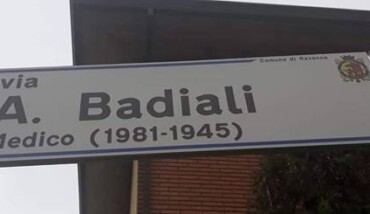 via
Comune di Ravenna
A. Badiali
Medico (1981-1945)